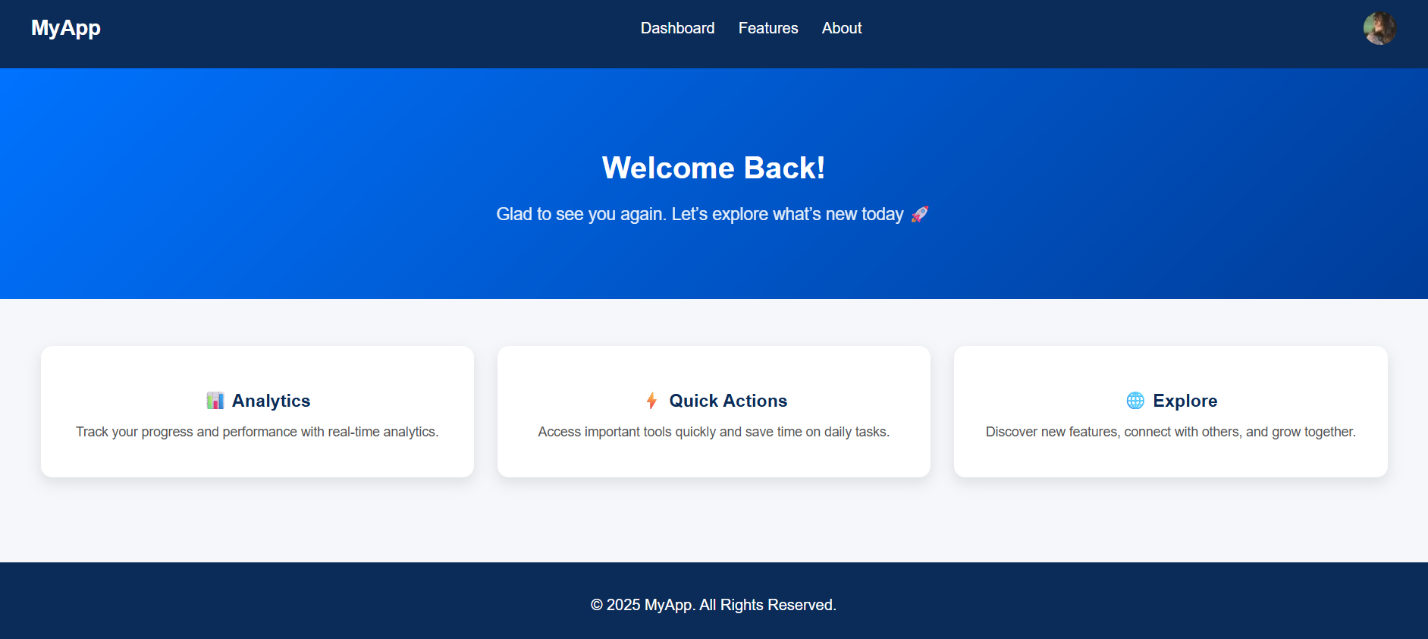 MyApp
Dashboard Features About
Welcome Back!
Glad to see you again. Let’s explore what’s new today 🚀
📊 Analytics
Track your progress and performance with real-time analytics.
⚡ Quick Actions
Access important tools quickly and save time on daily tasks.
🌐 Explore
Discover new features, connect with others, and grow together.
© 2025 MyApp. All Rights Reserved.